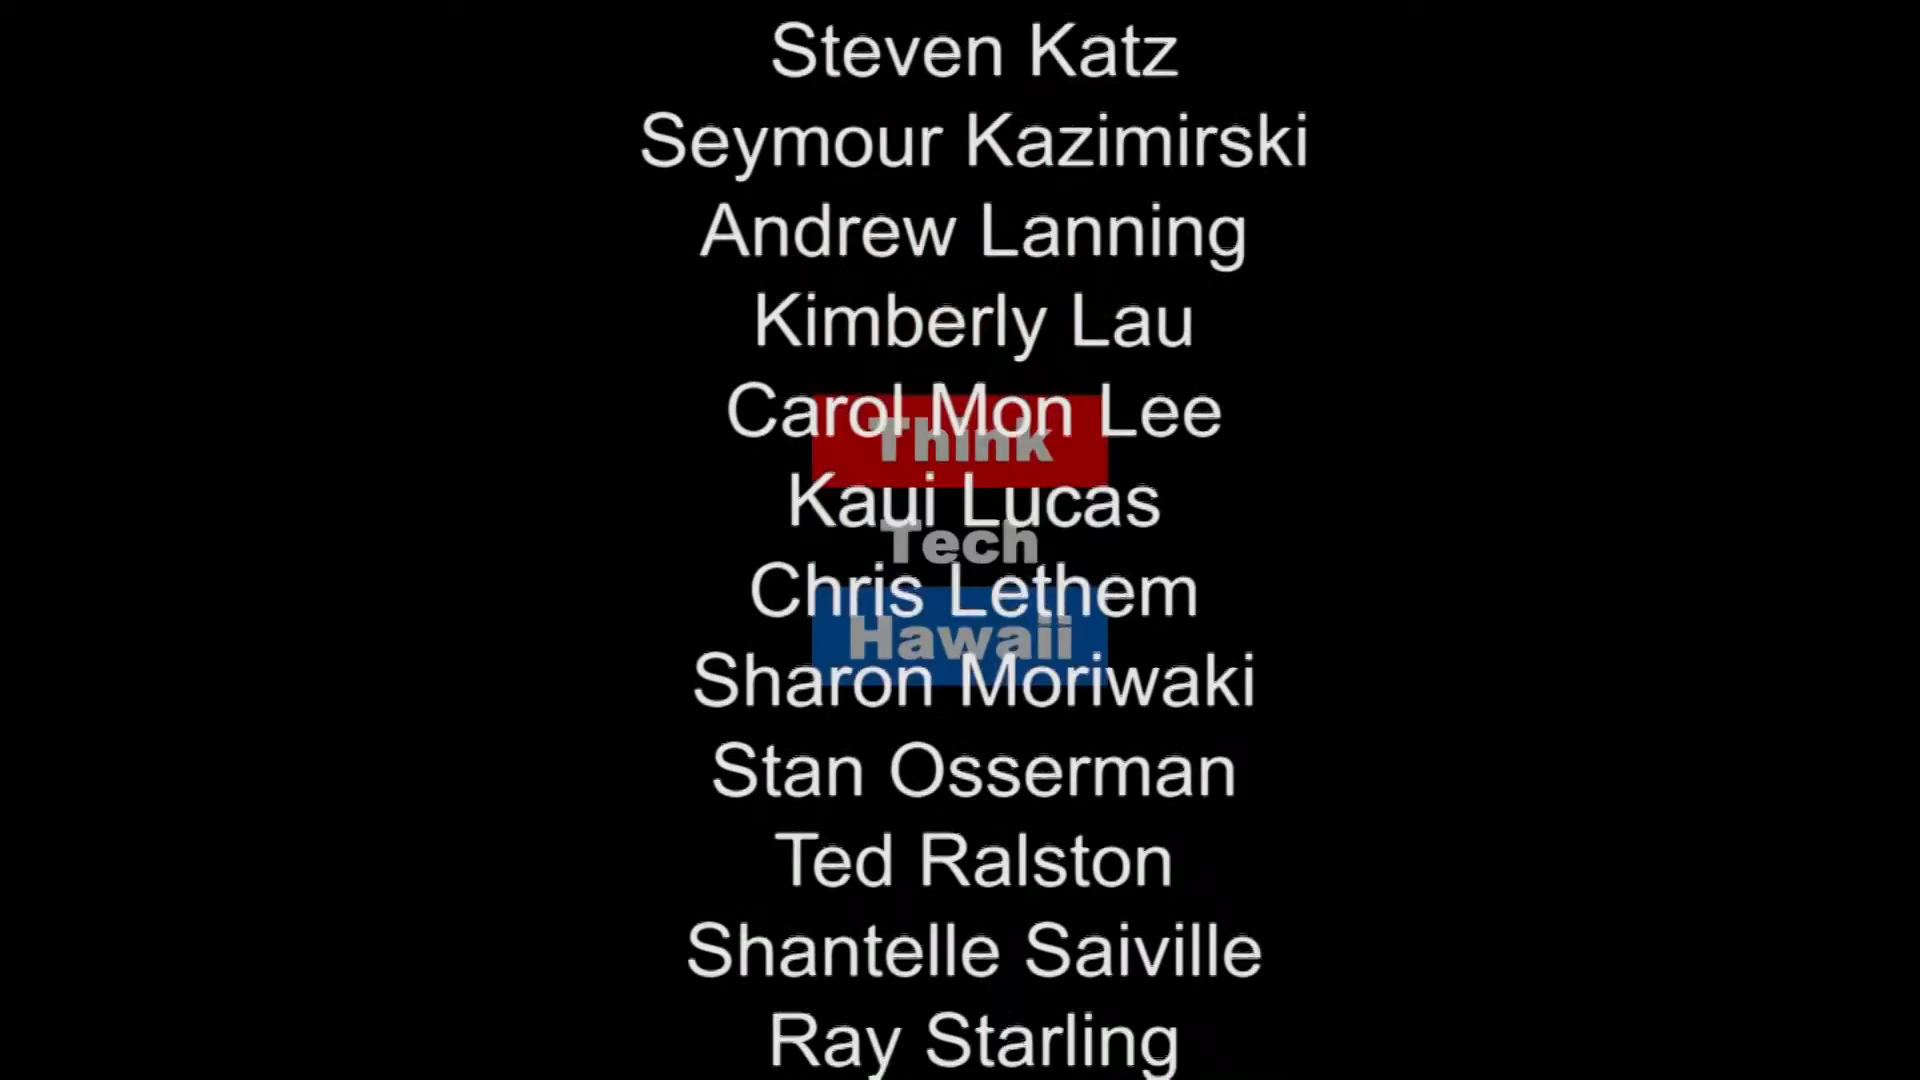 Steven Katz
Seymour Kazimirski
Andrew Lanning
Kimberly Lau
Carol Mon Lee
Think
Kaui Lucas
Tech
Chris Lethem
Hawaii
Sharon Moriwaki
Stan Osserman
Ted Ralston
Shantelle Saiville
Ray Starling